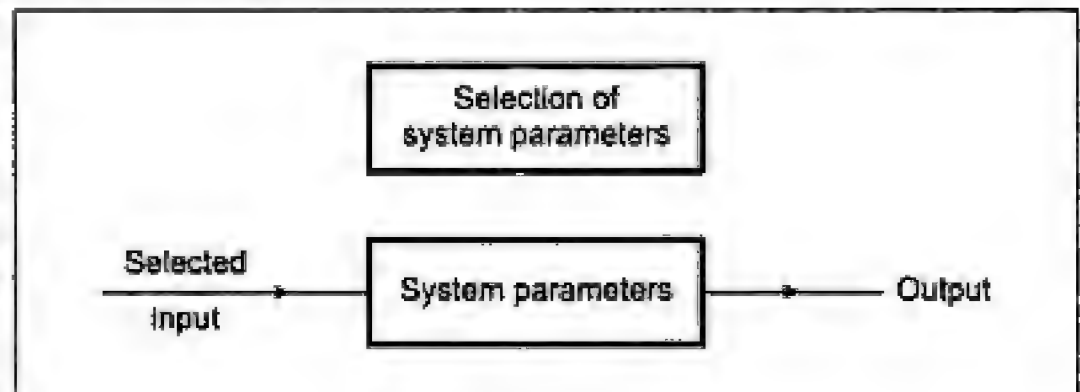 Selection of
system parameters
Selected
Input
System parameters
Output